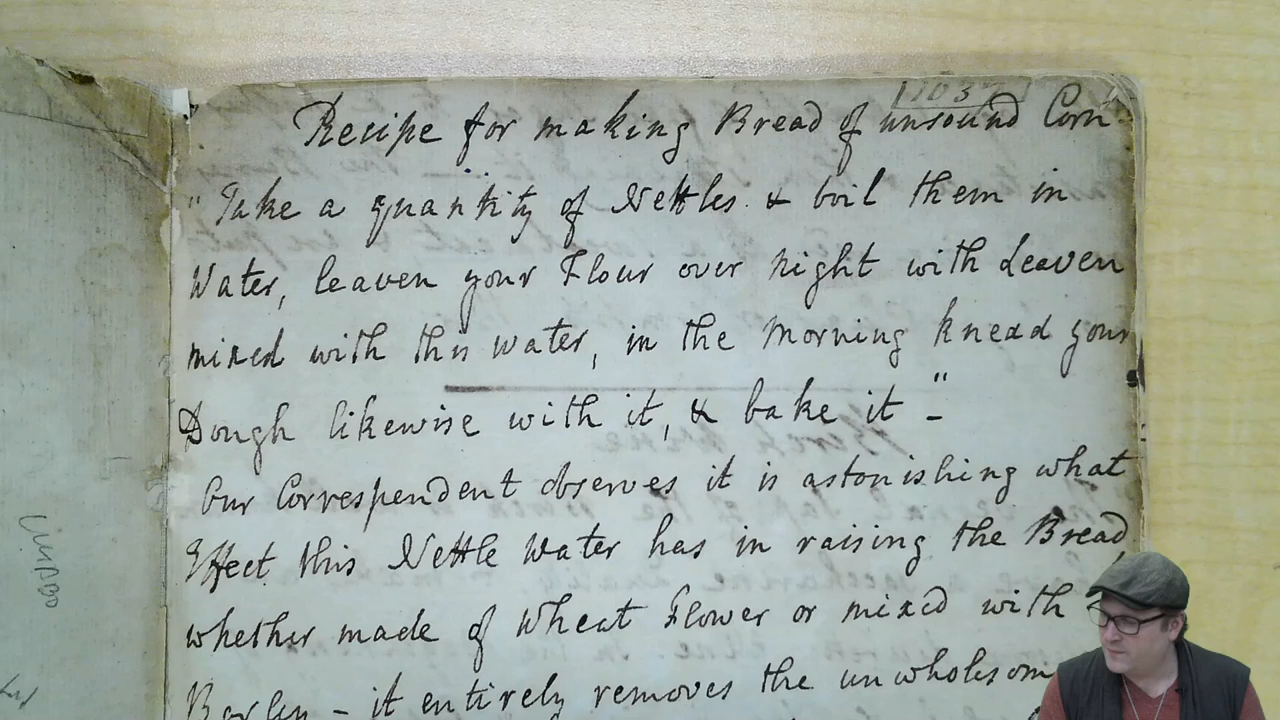 1103
Recipe for making Bread of unsound Corn
"Take a quantity of Nettles & boil them in
Water, leaven your Flour over night with Leaven
mixed with this water, in the Morning knead your
Dough likewise with it, & bake it –"
Our Correspondent observes it is astonishing what
Effect this Nettle Water has in raising the Bread,
whether made of Wheat Flower or mixed with
Barley – it entirely removes the unwholsom